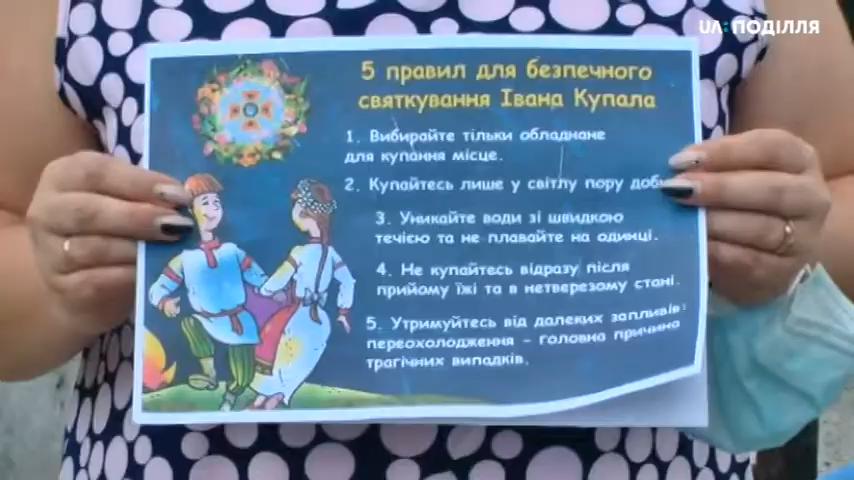 UA:ПОДІЛЛЯ
5 правил для безпечного
святкування Івана Купала
1. Вибирайте тільки обладнане
для купання місце.
2. Купайтесь лише у світлу пору
3. Уникайте води зі швидкою
течією та не плавайте на одинці.
4. Не купайтесь відразу після
прийому їжі та в нетверезому стані.
5. Утримуйтесь від далеких запливів:
переохолодження - головна причина
трагічних випадків.